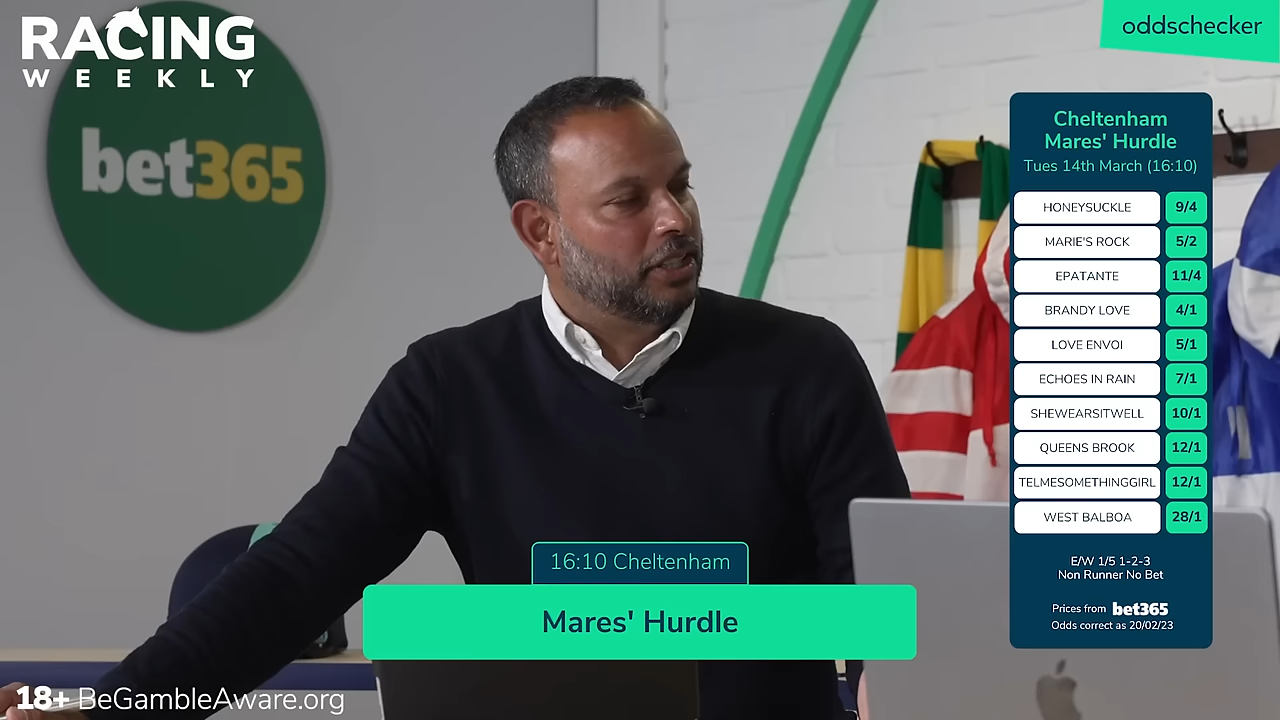 RACING
WEEKLY
bet365
oddschecker
Cheltenham
Mares' Hurdle
Tues 14th March (16:10)
HONEYSUCKLE 9/4
MARIE'S ROCK 5/2
EPATANTE 11/4
BRANDY LOVE 4/1
LOVE ENVOI 5/1
ECHOES IN RAIN 7/1
SHEWEARSITWELL 10/1
QUEENS BROOK 12/1
TELMESOMETHINGGIRL 12/1
WEST BALBOA 28/1
E/W 1/5 1-2-3
Non Runner No Bet
Prices from bet365
Odds correct as 20/02/23
16:10 Cheltenham
Mares' Hurdle
18+ BeGambleAware.org